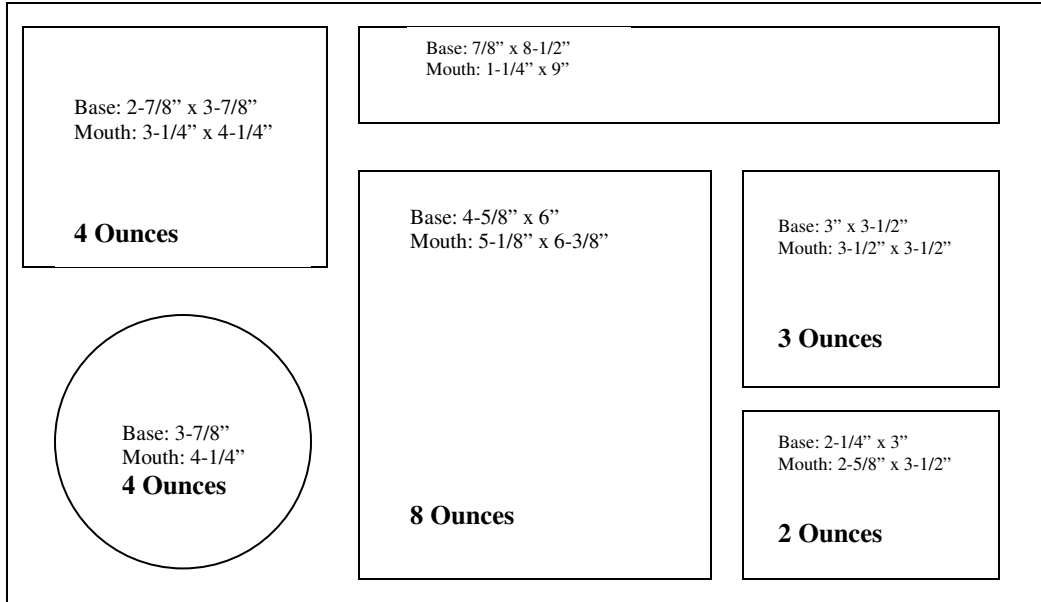 Base: 2-7/8” x 3-7/8”
Mouth: 3-1/4” x 4-1/4”
4 Ounces
Base: 7/8” x 8-1/2”
Mouth: 1-1/4” x 9”
Base: 4-5/8” x 6”
Mouth: 5-1/8” x 6-3/8”
8 Ounces
Base: 3” x 3-1/2”
Mouth: 3-1/2” x 3-1/2”
3 Ounces
Base: 3-7/8”
Mouth: 4-1/4”
4 Ounces
Base: 2-1/4” x 3”
Mouth: 2-5/8” x 3-1/2”
2 Ounces